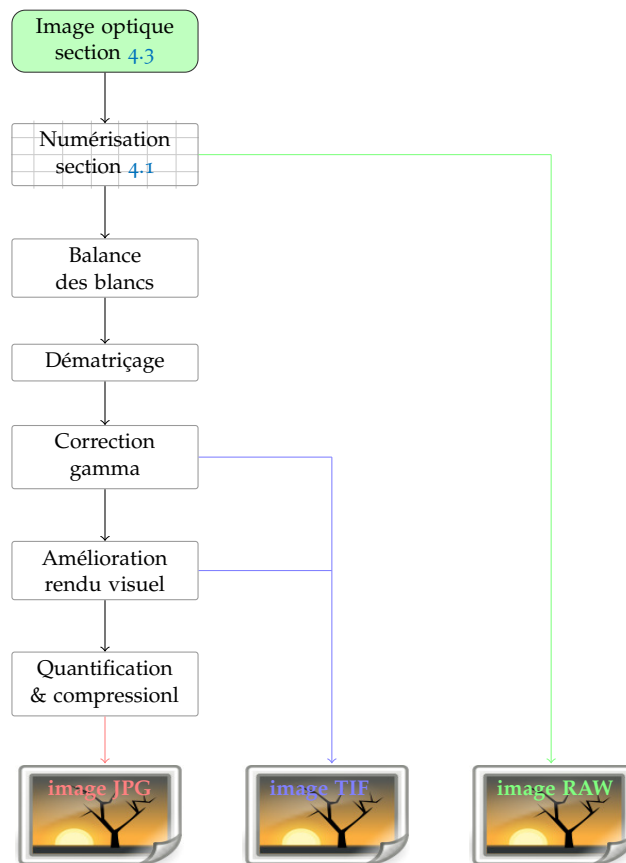 Image optique
section 4.3
Numérisation
section 4.1
Balance
des blancs
Dématriçage
Correction
gamma
Amélioration
rendu visuel
Quantification
& compressionl
image JPG
image TIF
image RAW